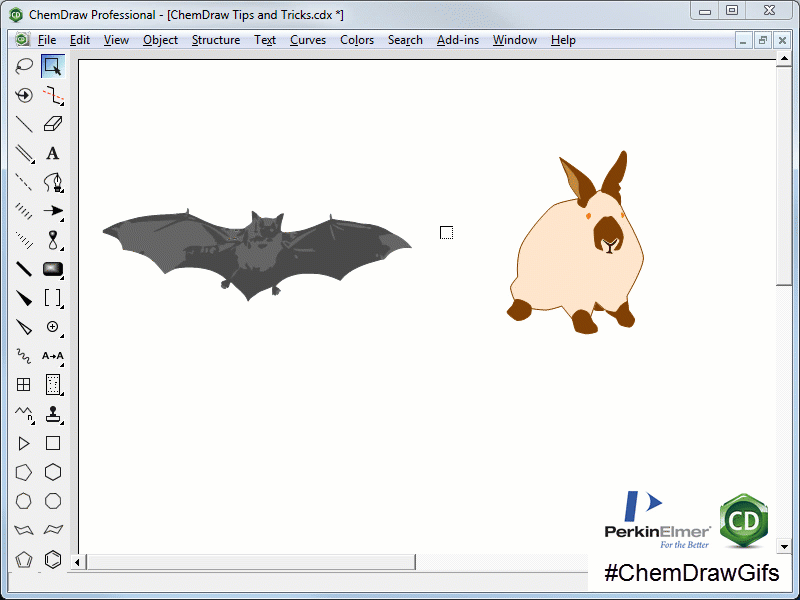 ChemDraw Professional - [ChemDraw Tips and Tricks.cdx *]
File Edit View Object Structure Text Curves Colors Search Add-ins Window Help
A
A→A
n
CD
PerkinElmer
For the Better
#ChemDrawGifs